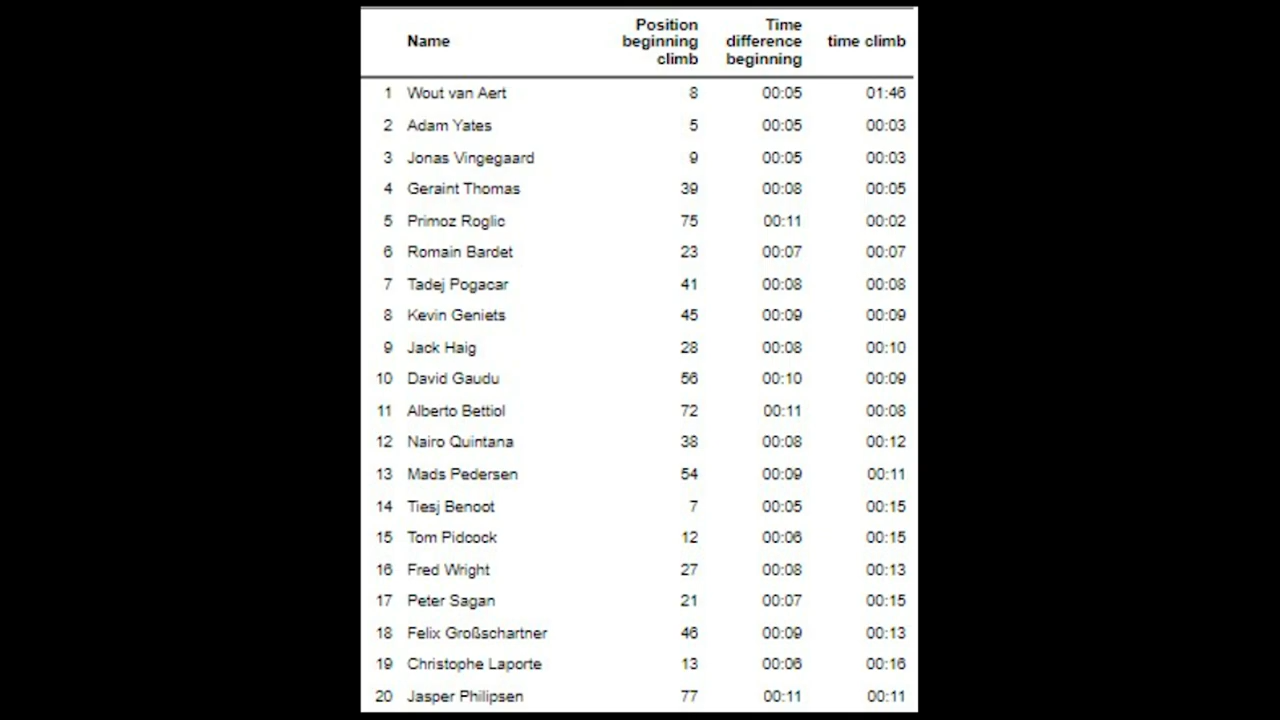 Name Position beginning climb Time difference beginning time climb
1 Wout van Aert 8 00:05 01:46
2 Adam Yates 5 00:05 00:03
3 Jonas Vingegaard 9 00:05 00:03
4 Geraint Thomas 39 00:08 00:05
5 Primoz Roglic 75 00:11 00:02
6 Romain Bardet 23 00:07 00:07
7 Tadej Pogacar 41 00:08 00:08
8 Kevin Geniets 45 00:09 00:09
9 Jack Haig 28 00:08 00:10
10 David Gaudu 56 00:10 00:09
11 Alberto Bettiol 72 00:11 00:08
12 Nairo Quintana 38 00:08 00:12
13 Mads Pedersen 54 00:09 00:11
14 Tiesj Benoot 7 00:05 00:15
15 Tom Pidcock 12 00:06 00:15
16 Fred Wright 27 00:08 00:13
17 Peter Sagan 21 00:07 00:15
18 Felix Großschartner 46 00:09 00:13
19 Christophe Laporte 13 00:06 00:16
20 Jasper Philipsen 77 00:11 00:11